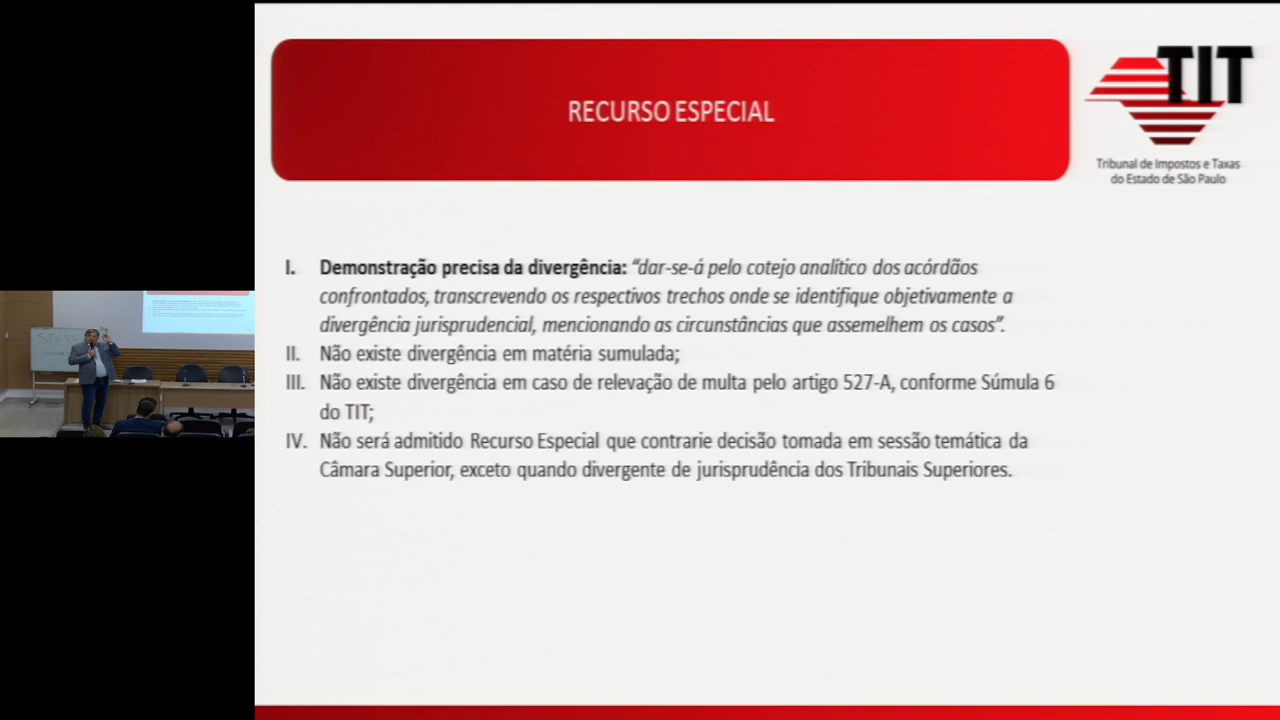 RECURSO ESPECIAL
TIT
Tribunal de Impostos e Taxas
do Estado de São Paulo
I. Demonstração precisa da divergência: “dar-se-á pelo cotejo analítico dos acórdãos
confrontados, transcrevendo os respectivos trechos onde se identifique objetivamente a
divergência jurisprudencial, mencionando as circunstâncias que assemelhem os casos”.
II. Não existe divergência em matéria sumulada;
III. Não existe divergência em caso de relevação de multa pelo artigo 527-A, conforme Súmula 6
do TIT;
IV. Não será admitido Recurso Especial que contrarie decisão tomada em sessão temática da
Câmara Superior, exceto quando divergente de jurisprudência dos Tribunais Superiores.